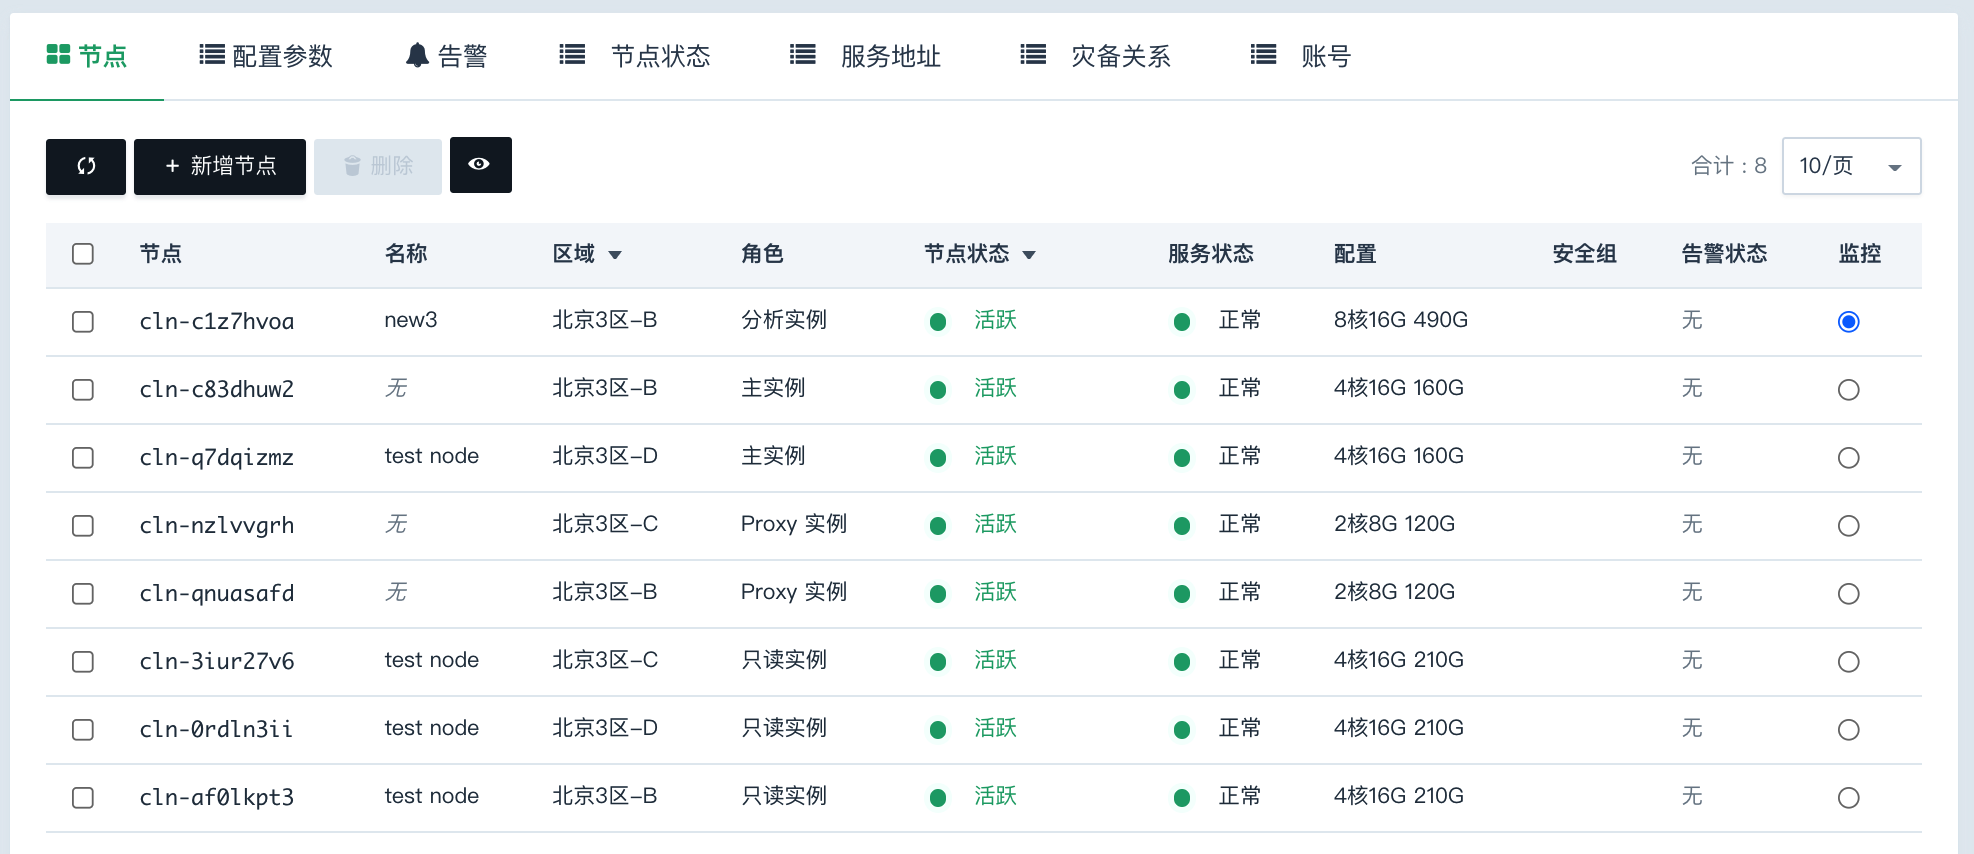 节点 配置参数 告警 节点状态 服务地址 灾备关系 账号
+ 新增节点 删除 合计 : 8 10/页
节点 名称 区域 角色 节点状态 服务状态 配置 安全组 告警状态 监控
cln-c1z7hvoa new3 北京3区-B 分析实例 活跃 正常 8核16G 490G 无
cln-c83dhuw2 无 北京3区-B 主实例 活跃 正常 4核16G 160G 无
cln-q7dqizmz test node 北京3区-D 主实例 活跃 正常 4核16G 160G 无
cln-nzlvvgrh 无 北京3区-C Proxy 实例 活跃 正常 2核8G 120G 无
cln-qnuasafd 无 北京3区-B Proxy 实例 活跃 正常 2核8G 120G 无
cln-3iur27v6 test node 北京3区-C 只读实例 活跃 正常 4核16G 210G 无
cln-0rdln3ii test node 北京3区-D 只读实例 活跃 正常 4核16G 210G 无
cln-af0lkpt3 test node 北京3区-B 只读实例 活跃 正常 4核16G 210G 无